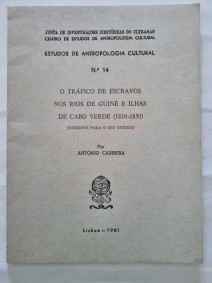 JUNTA DE INVESTIGAÇÕES CIENTÍFICAS DO ULTRAMAR
CENTRO DE ESTUDOS DE ANTROPOLOGIA CULTURAL
ESTUDOS DE ANTROPOLOGIA CULTURAL
N.º 14
O TRÁFICO DE ESCRAVOS
NOS RIOS DE GUINÉ E ILHAS
DE CABO VERDE (1810-1850)
(SUBSÍDIOS PARA O SEU ESTUDO)
Por
ANTONIO CARREIRA
Lisboa — 1981